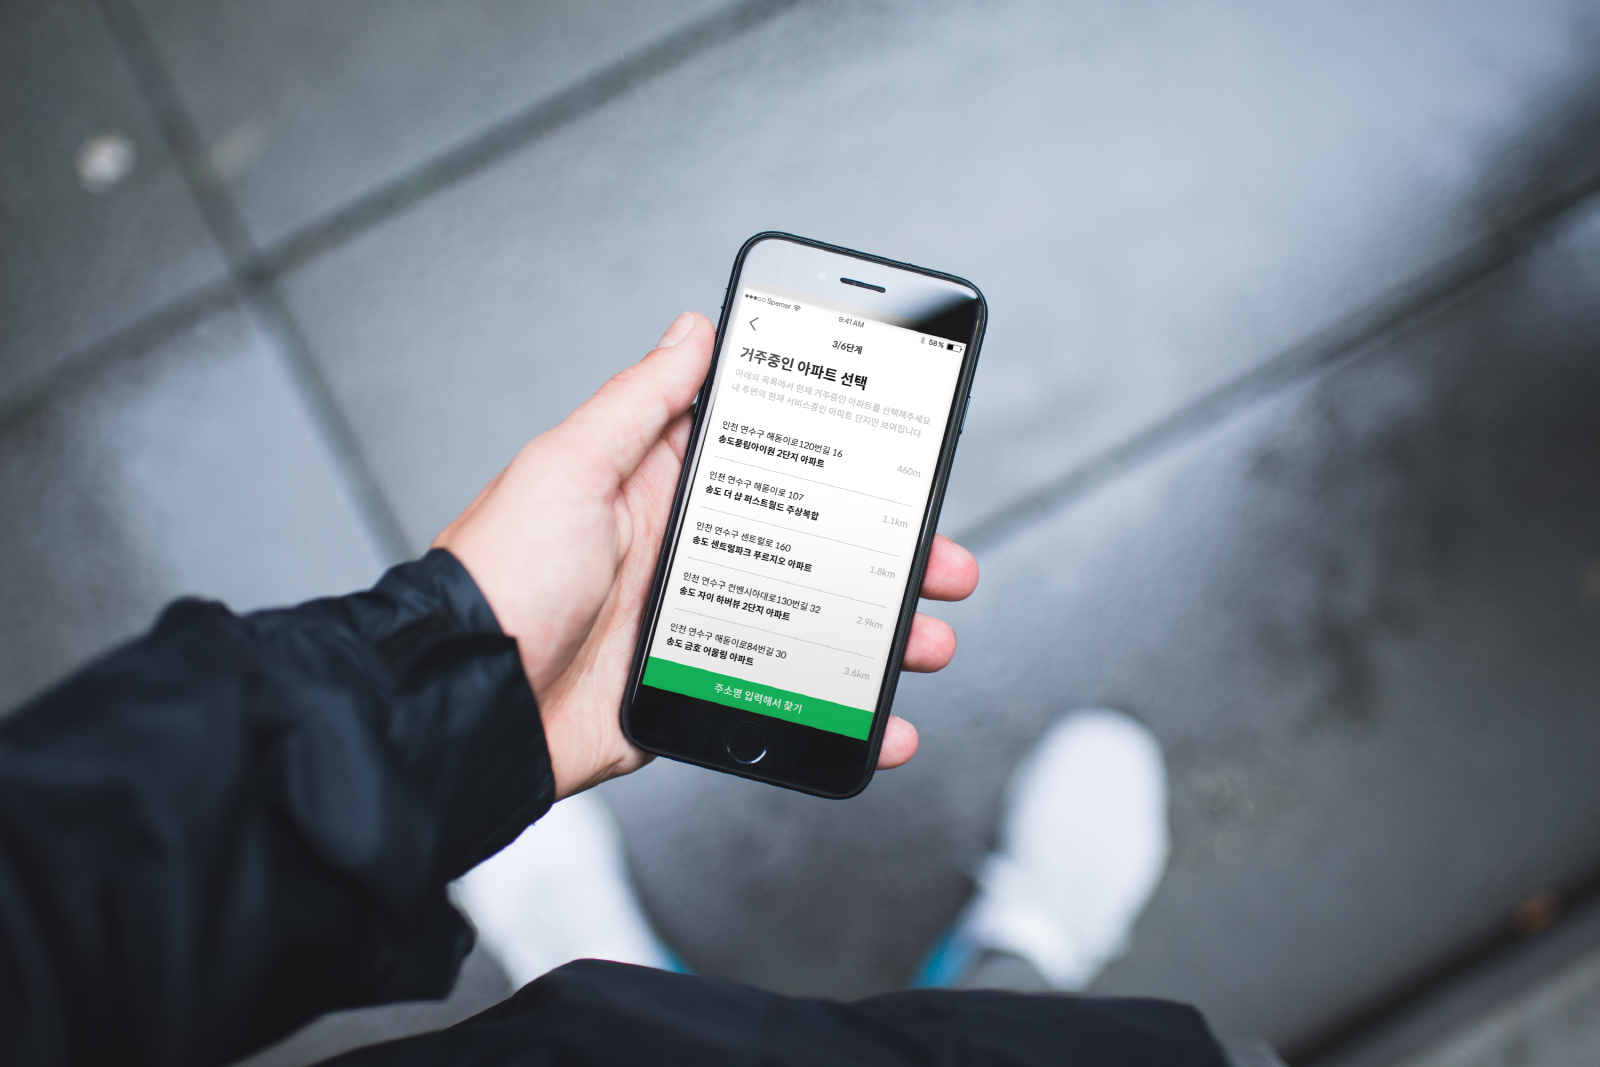 Spemer
9:41 AM
58%
3/6단계
거주중인 아파트 선택
아래의 목록에서 현재 거주중인 아파트를 선택해주세요
내 주변의 현재 서비스중인 아파트 단지만 보여집니다
인천 연수구 해돋이로120번길 16
송도풍림아이원 2단지 아파트
460m
인천 연수구 해돋이로 107
송도 더 샵 퍼스트월드 주상복합
1.1km
인천 연수구 센트럴로 160
송도 센트럴파크 푸르지오 아파트
1.8km
인천 연수구 컨벤시아대로130번길 32
송도 자이 하버뷰 2단지 아파트
2.9km
인천 연수구 해돋이로84번길 30
송도 금호 어울림 아파트
3.6km
주소명 입력해서 찾기